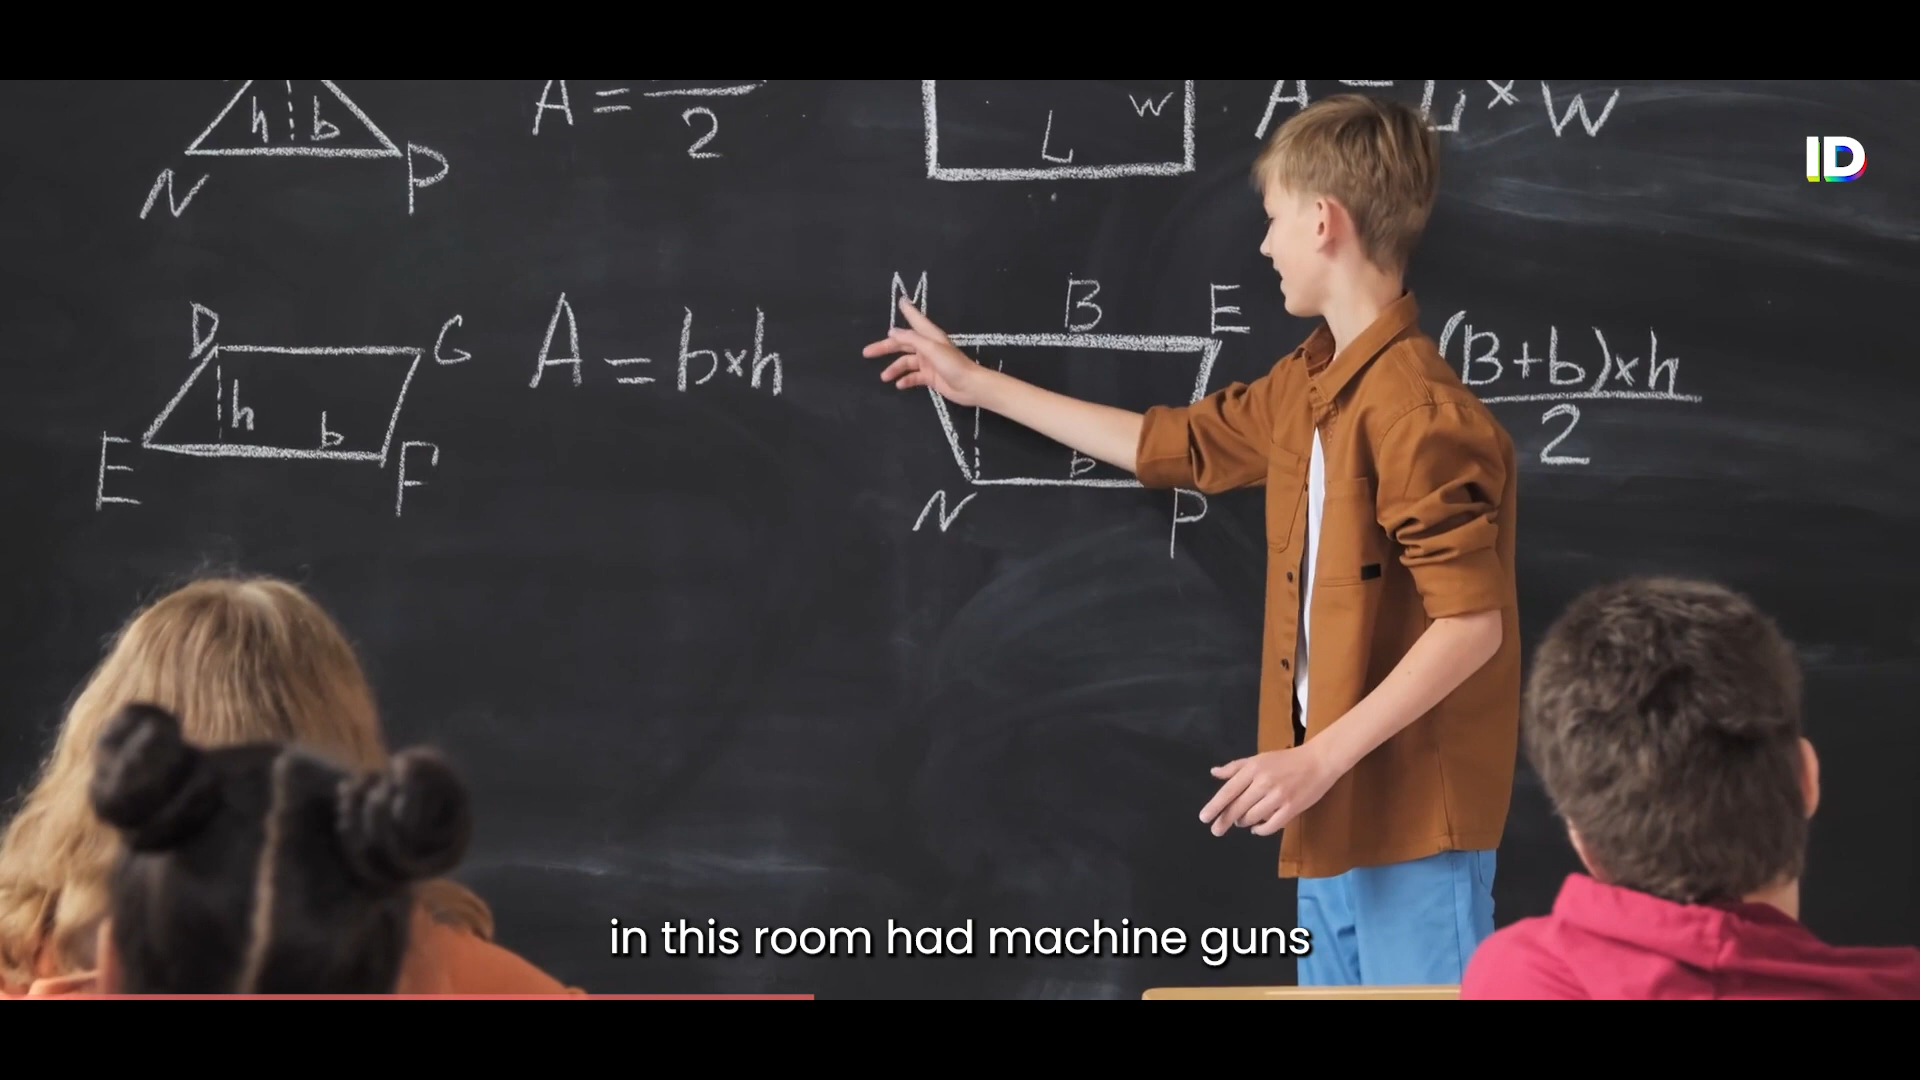 h b
N P
A = 2
L W
A = L × W
ID
D G
h b
E F
A = b×h
M B E
b
N P
(B+b)×h
2
in this room had machine guns